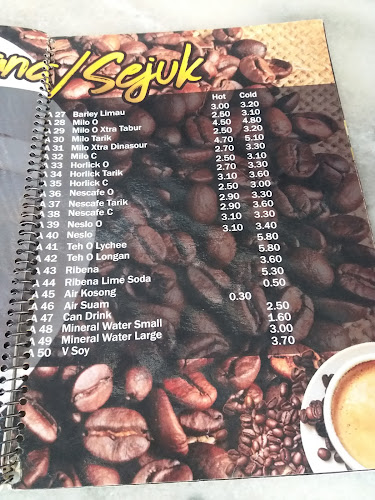 ana/Sejuk
Hot Cold
A 27 Barley Limau 3.00 3.20
A 28 Milo O 2.50 3.10
A 29 Milo O Xtra Tabur 4.50 4.80
A 30 Milo Tarik 2.50 3.20
A 31 Milo Xtra Dinasour 4.70 5.10
A 32 Milo C 2.70 3.30
A 33 Horlick O 2.50 3.10
A 34 Horlick Tarik 2.70 3.30
A 35 Horlick C 3.10 3.60
A 36 Nescafe O 2.50 3.00
A 37 Nescafe Tarik 2.90 3.30
A 38 Nescafe C 2.90 3.60
A 39 Neslo O 3.10 3.30
A 40 Neslo 3.10 3.40
A 41 Teh O Lychee 5.80
A 42 Teh O Longan 5.80
A 43 Ribena 3.60
A 44 Ribena Lime Soda 5.30
A 45 Air Kosong 0.50
A 46 Air Suam 0.30
A 47 Can Drink 2.50
A 48 Mineral Water Small 1.60
A 49 Mineral Water Large 3.00
A 50 V Soy 3.70